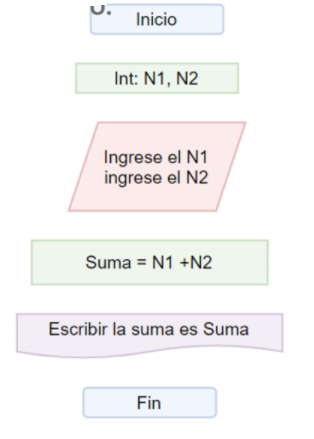 Inicio
Int: N1, N2
Ingrese el N1
ingrese el N2
Suma = N1 +N2
Escribir la suma es Suma
Fin